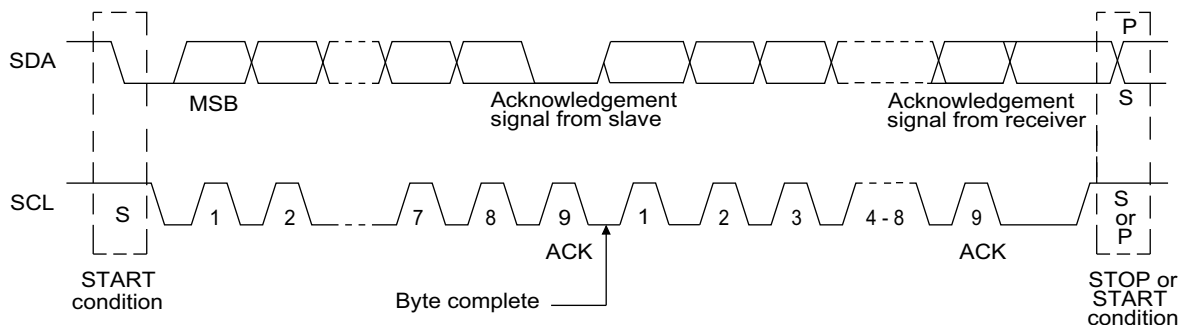 P
SDA
MSB
Acknowledgement
signal from slave
Acknowledgement
signal from receiver
S
SCL
S
1
2
7
8
9
1
2
3
4 - 8
9
S
or
P
ACK
ACK
START
condition
Byte complete
STOP or
START
condition